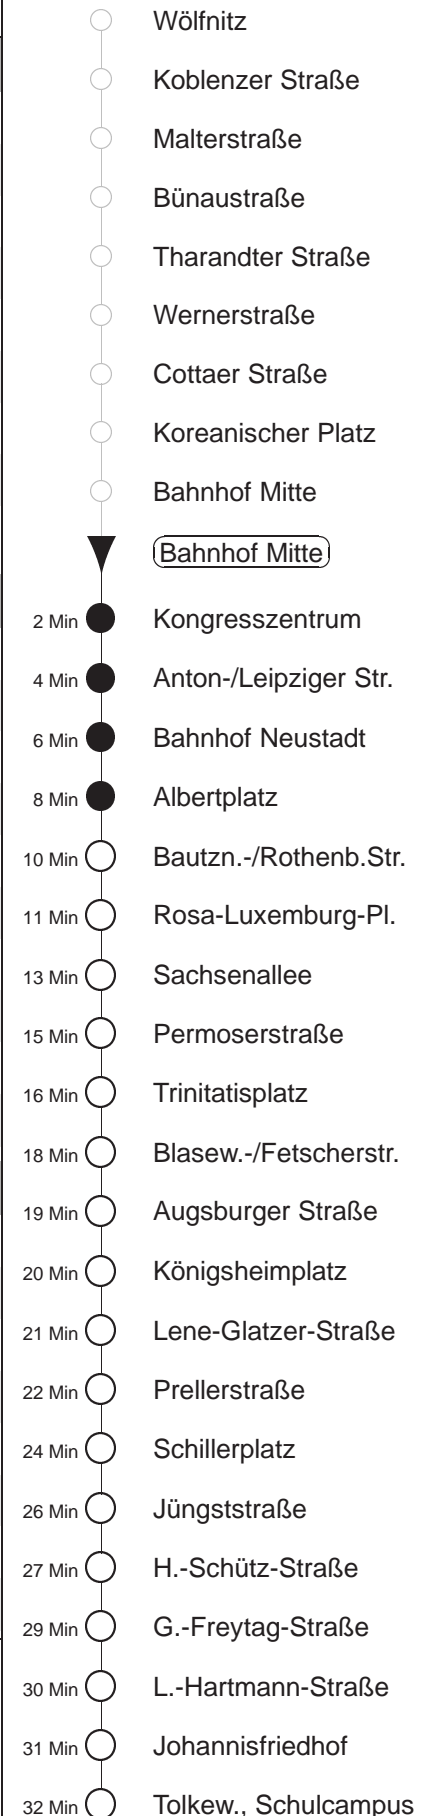 Wölfnitz
Koblenzer Straße
Malterstraße
Bünaustraße
Tharandter Straße
Wernerstraße
Cottaer Straße
Koreanischer Platz
Bahnhof Mitte
Bahnhof Mitte
2 Min Kongresszentrum
4 Min Anton-/Leipziger Str.
6 Min Bahnhof Neustadt
8 Min Albertplatz
10 Min Bautzn.-/Rothenb.Str.
11 Min Rosa-Luxemburg-Pl.
13 Min Sachsenallee
15 Min Permoserstraße
16 Min Trinitatisplatz
18 Min Blasew.-/Fetscherstr.
19 Min Augsburger Straße
20 Min Königsheimplatz
21 Min Lene-Glatzer-Straße
22 Min Prellerstraße
24 Min Schillerplatz
26 Min Jüngststraße
27 Min H.-Schütz-Straße
29 Min G.-Freytag-Straße
30 Min L.-Hartmann-Straße
31 Min Johannisfriedhof
32 Min Tolkew., Schulcampus